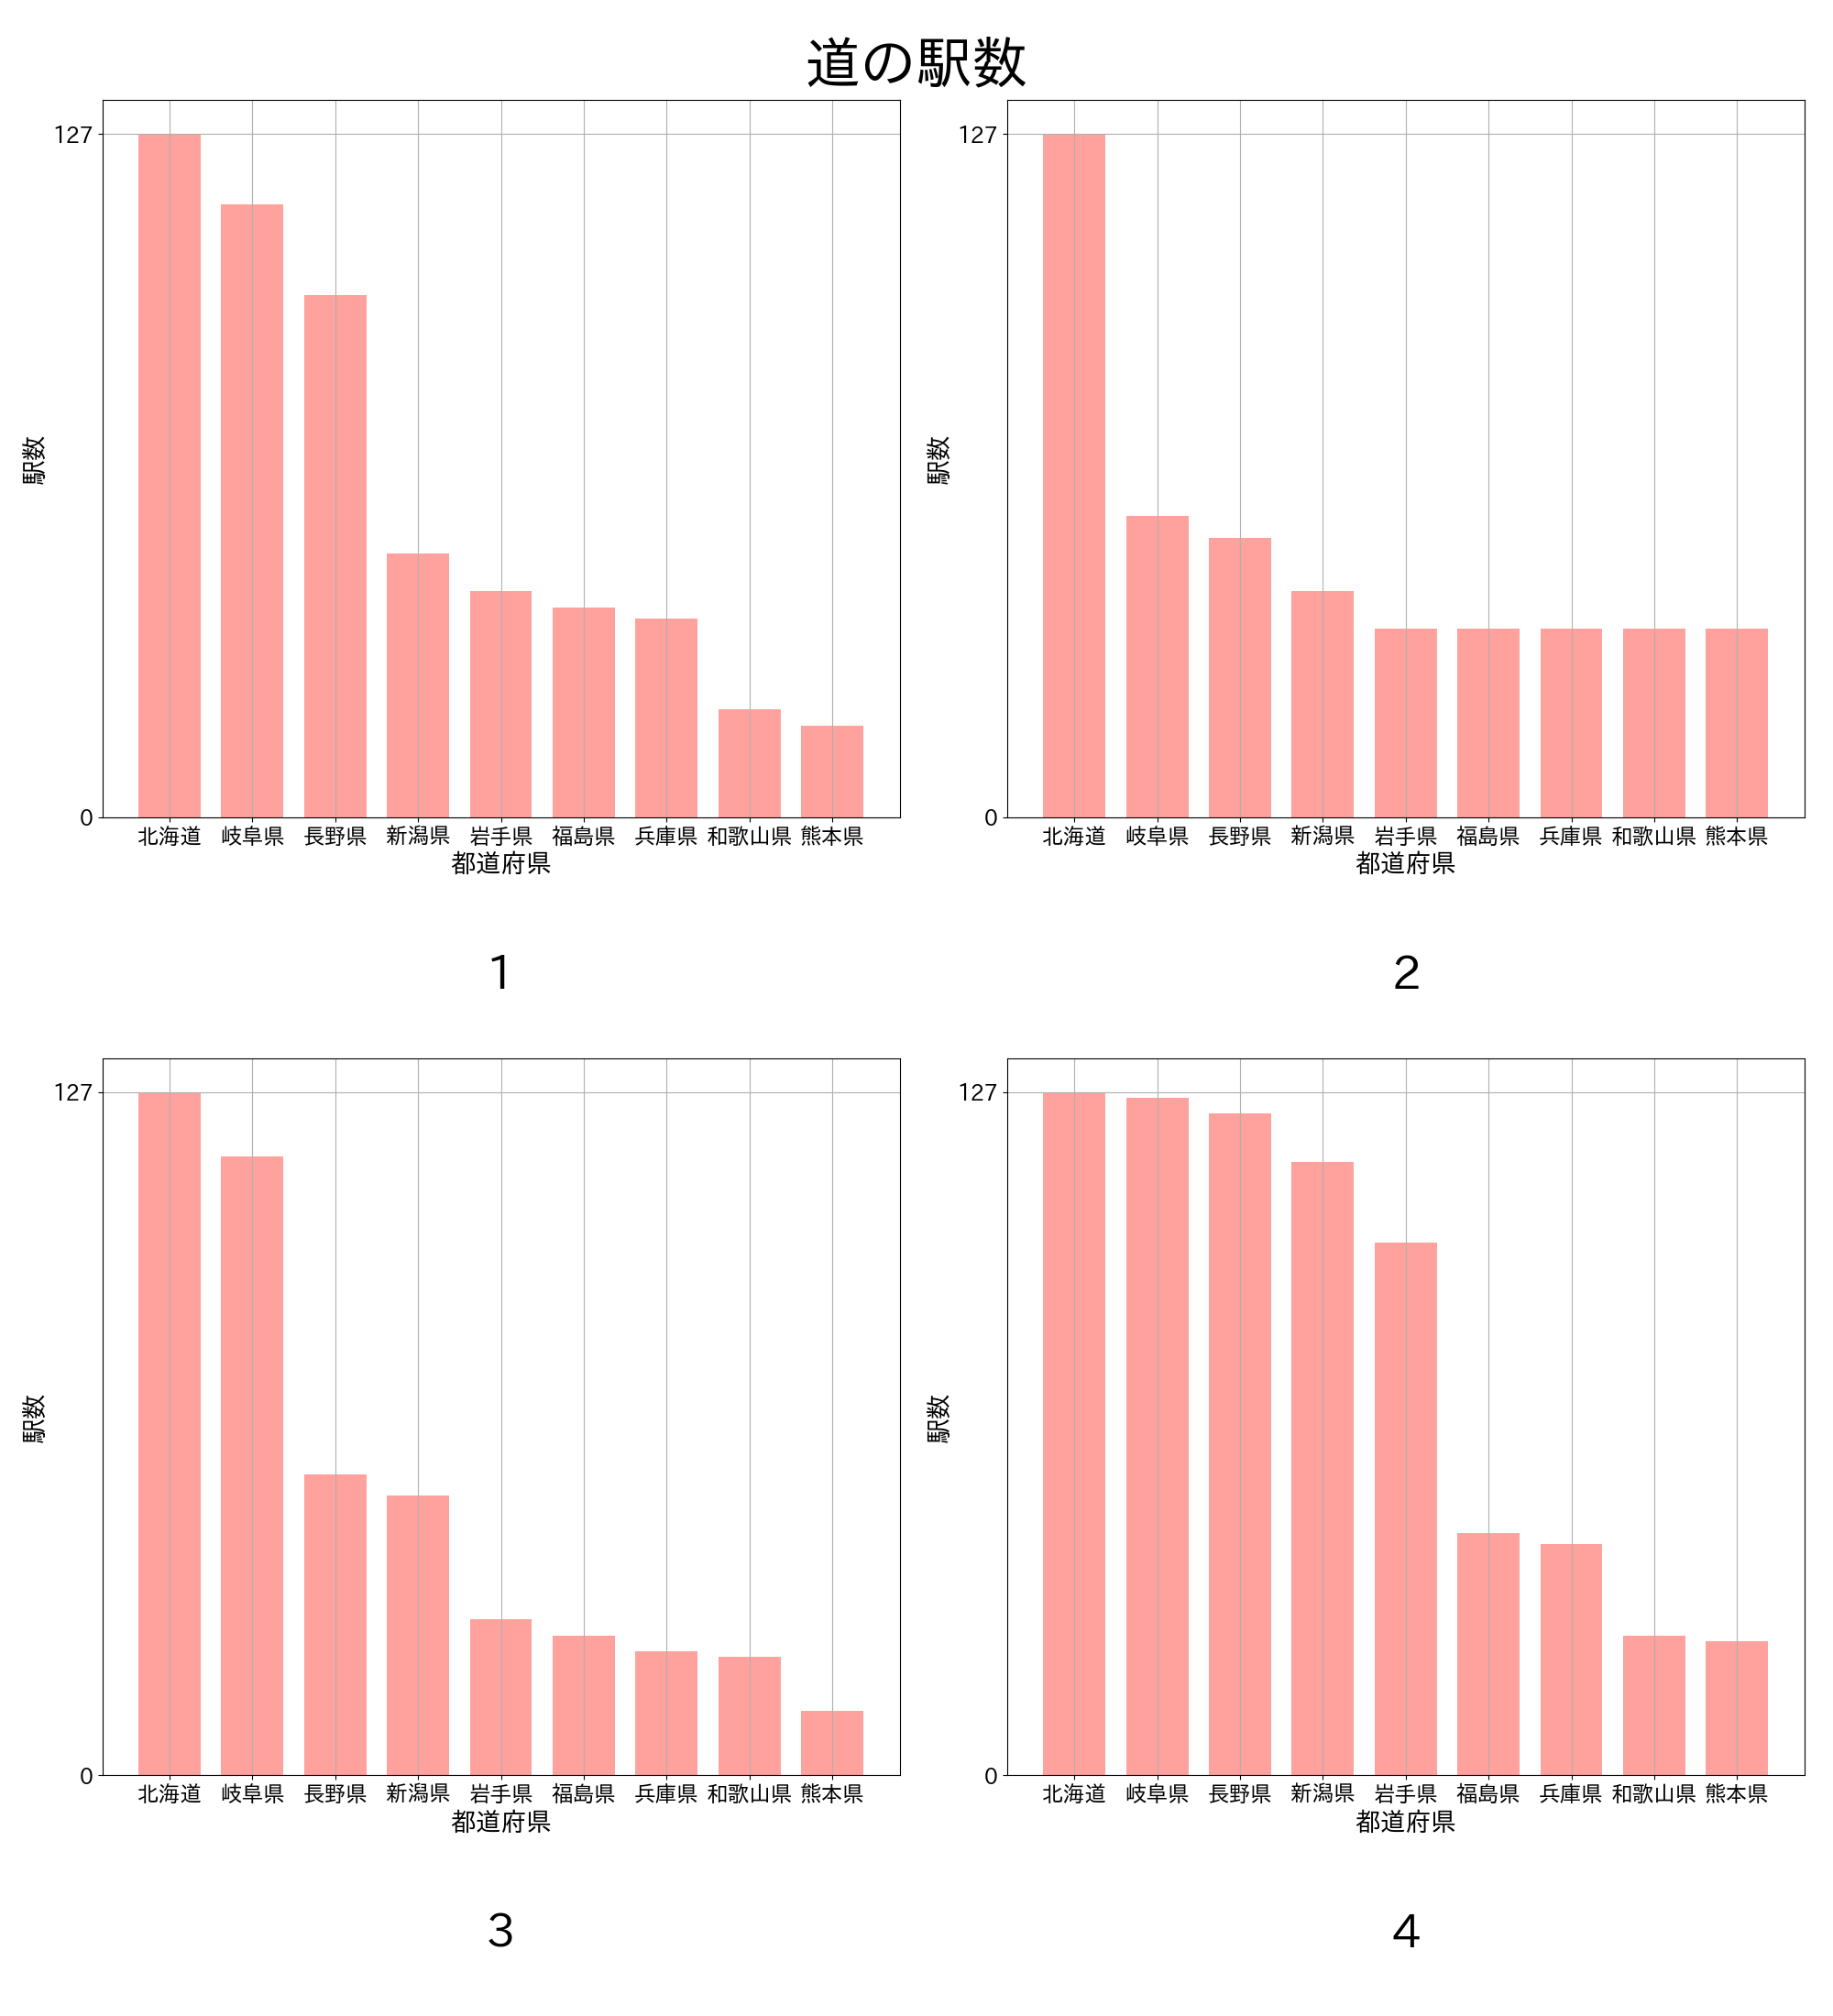 道の駅数
127
0
駅数
北海道 岐阜県 長野県 新潟県 岩手県 福島県 兵庫県 和歌山県 熊本県
都道府県
1
127
0
駅数
北海道 岐阜県 長野県 新潟県 岩手県 福島県 兵庫県 和歌山県 熊本県
都道府県
2
127
0
駅数
北海道 岐阜県 長野県 新潟県 岩手県 福島県 兵庫県 和歌山県 熊本県
都道府県
3
127
0
駅数
北海道 岐阜県 長野県 新潟県 岩手県 福島県 兵庫県 和歌山県 熊本県
都道府県
4